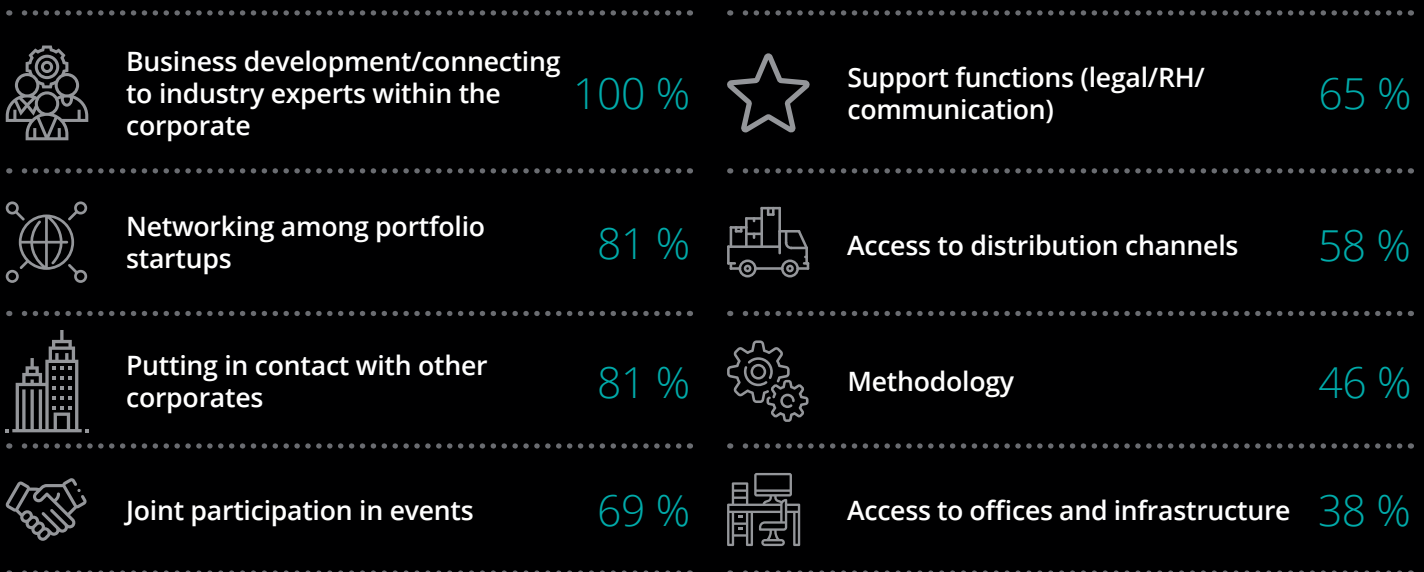 Business development/connecting
to industry experts within the
corporate
100 %
Networking among portfolio
startups
81 %
Putting in contact with other
corporates
81 %
Joint participation in events
69 %
Support functions (legal/RH/
communication)
65 %
Access to distribution channels
58 %
Methodology
46 %
Access to offices and infrastructure
38 %